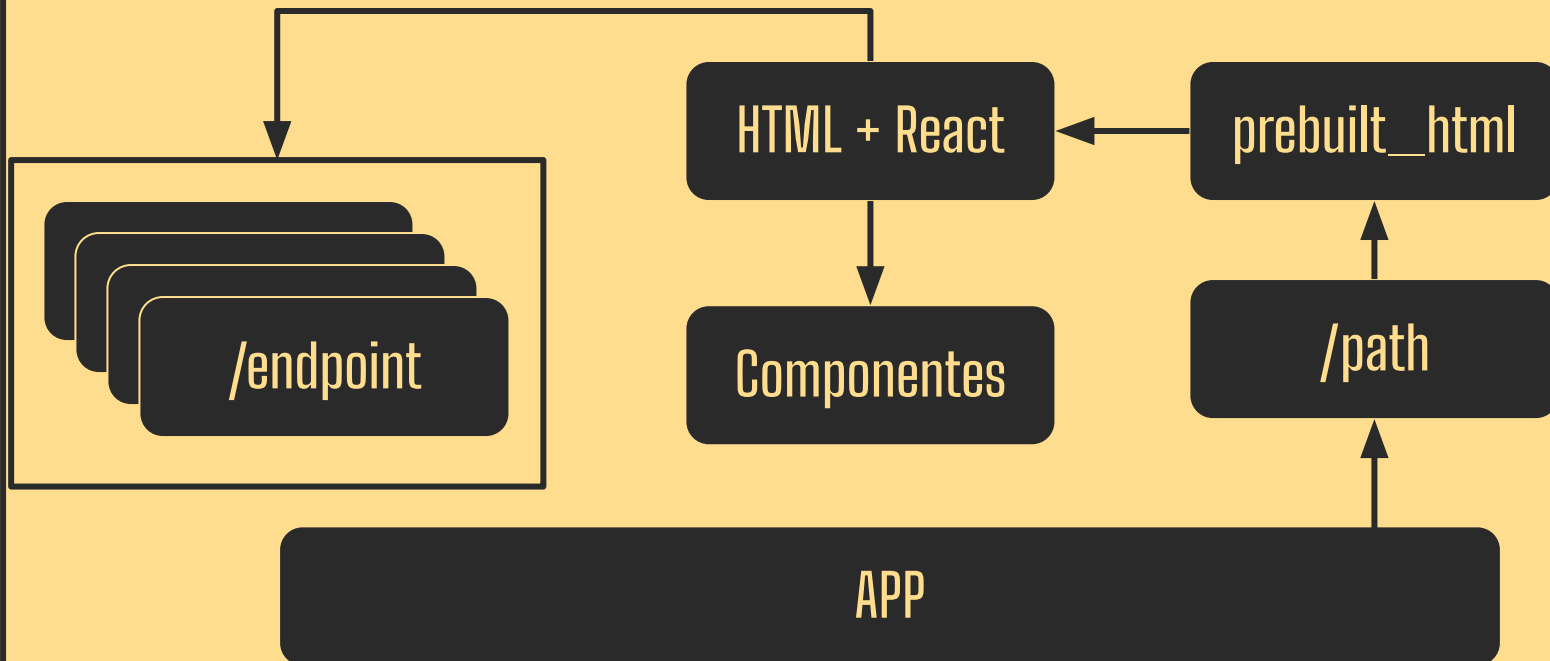 HTML + React
prebuilt_html
/endpoint
Componentes
/path
APP